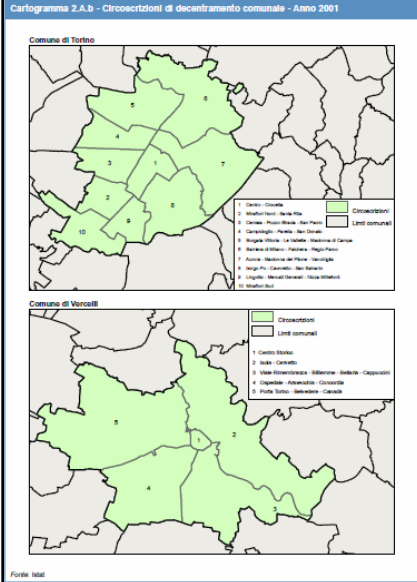 Cartogramma 2.A.b - Circoscrizioni di decentramento comunale - Anno 2001
Comune di Torino
5
6
4
3
1
7
2
8
9
10
1 Centro - Crocetta
2 Mirafiori Nord - Santa Rita
3 Cenisia - Pozzo Strada - San Paolo
4 Campidoglio - Parella - San Donato
5 Borgata Vittoria - Le Vallette - Madonna di Campa
6 Barriera di Milano - Falchera - Regio Parco
7 Aurora - Madonna del Pilone - Vanchiglia
8 Borgo Po - Cavoretto - San Salvario
9 Lingotto - Mercati Generali - Nizza Millefonti
10 Mirafiori Sud
Circoscrizioni
Limiti comunali
Comune di Vercelli
Circoscrizioni
Limiti comunali
1 Centro Storico
2 Isola - Cervetto
3 Viale Rimembranza - Billiemme - Bellaria - Cappuccini
4 Ospedale - Aravecchia - Concordia
5 Porta Torino - Belvedere - Canadà
5
2
1
4
3
Fonte: Istat